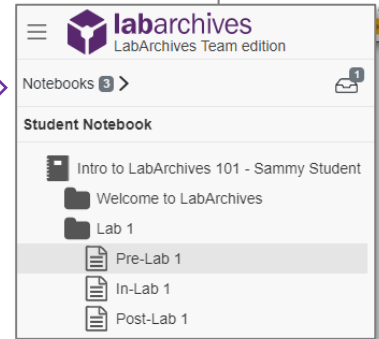 labarchives
LabArchives Team edition
Notebooks 3
1
Student Notebook
Intro to LabArchives 101 - Sammy Student
Welcome to LabArchives
Lab 1
Pre-Lab 1
In-Lab 1
Post-Lab 1